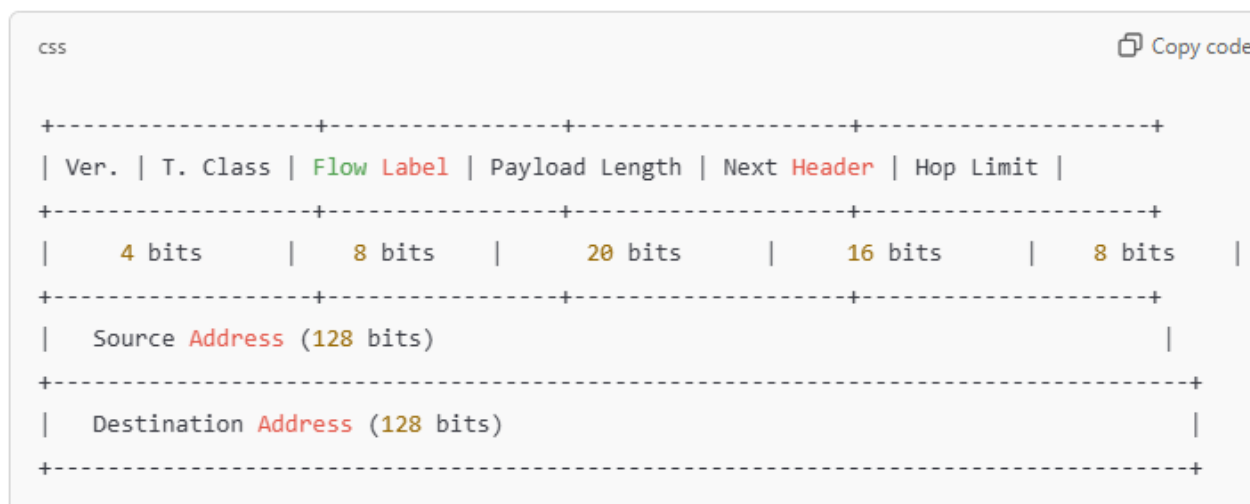 css Copy code
+-------------------+-----------------+--------------------+---------------------+
| Ver. | T. Class | Flow Label | Payload Length | Next Header | Hop Limit |
+-------------------+-----------------+--------------------+---------------------+
| 4 bits | 8 bits | 20 bits | 16 bits | 8 bits |
+-------------------+-----------------+--------------------+---------------------+
| Source Address (128 bits) |
+-----------------------------------------------------------------------------------+
| Destination Address (128 bits) |
+-----------------------------------------------------------------------------------+